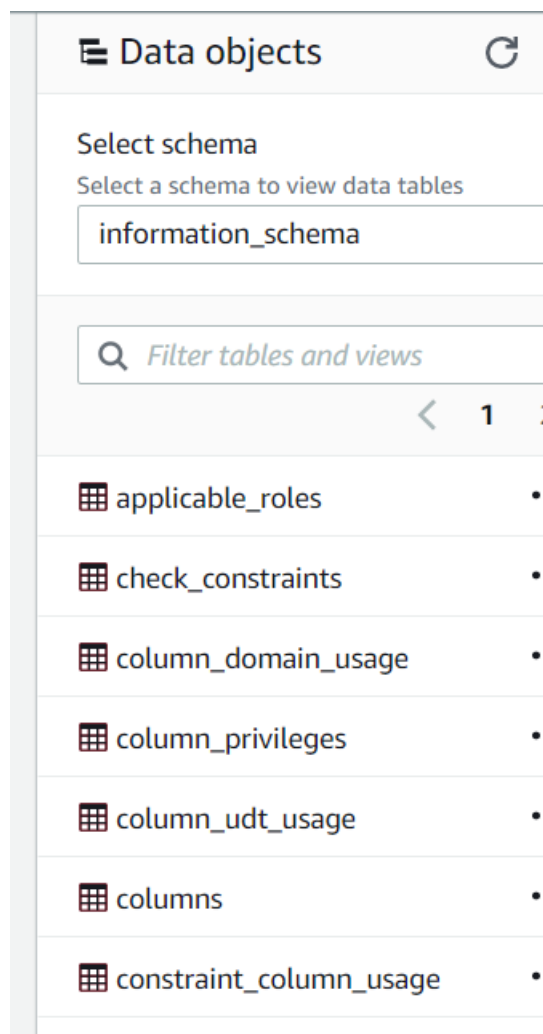 Data objects
Select schema
Select a schema to view data tables
information_schema
Filter tables and views
1
applicable_roles
check_constraints
column_domain_usage
column_privileges
column_udt_usage
columns
constraint_column_usage